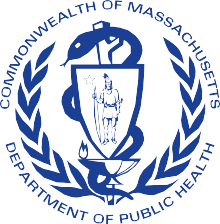 COMMONWEALTH OF MASSACHUSETTS
DEPARTMENT OF PUBLIC HEALTH